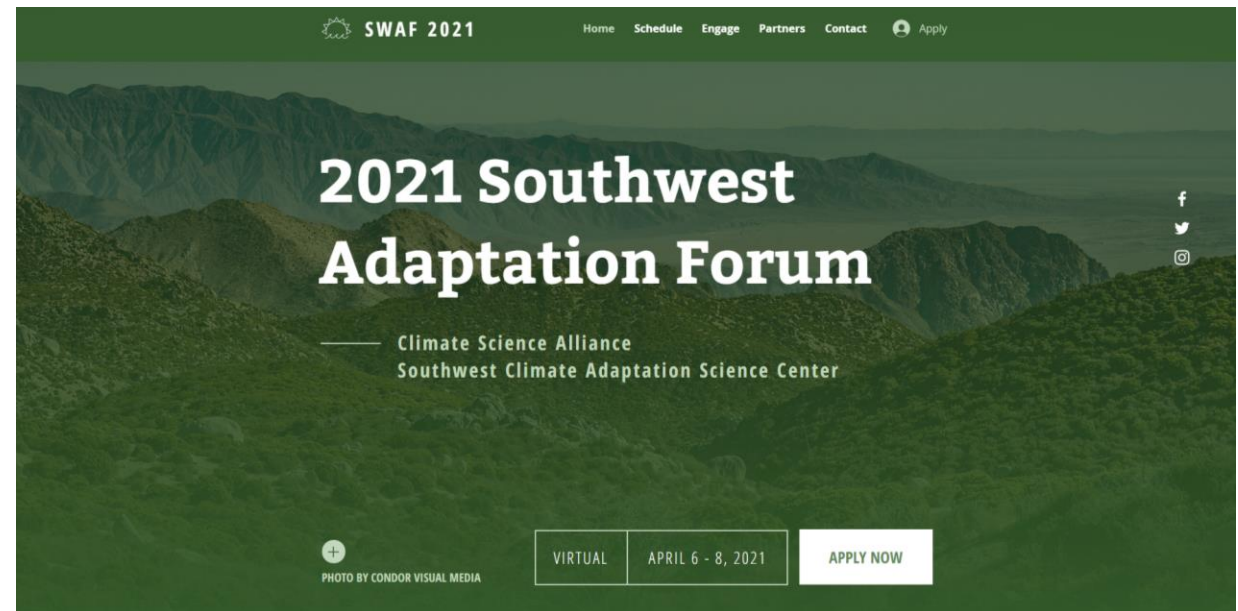 SWAF 2021
Home Schedule Engage Partners Contact Apply
2021 Southwest
Adaptation Forum
Climate Science Alliance
Southwest Climate Adaptation Science Center
VIRTUAL APRIL 6 - 8, 2021 APPLY NOW
PHOTO BY CONDOR VISUAL MEDIA